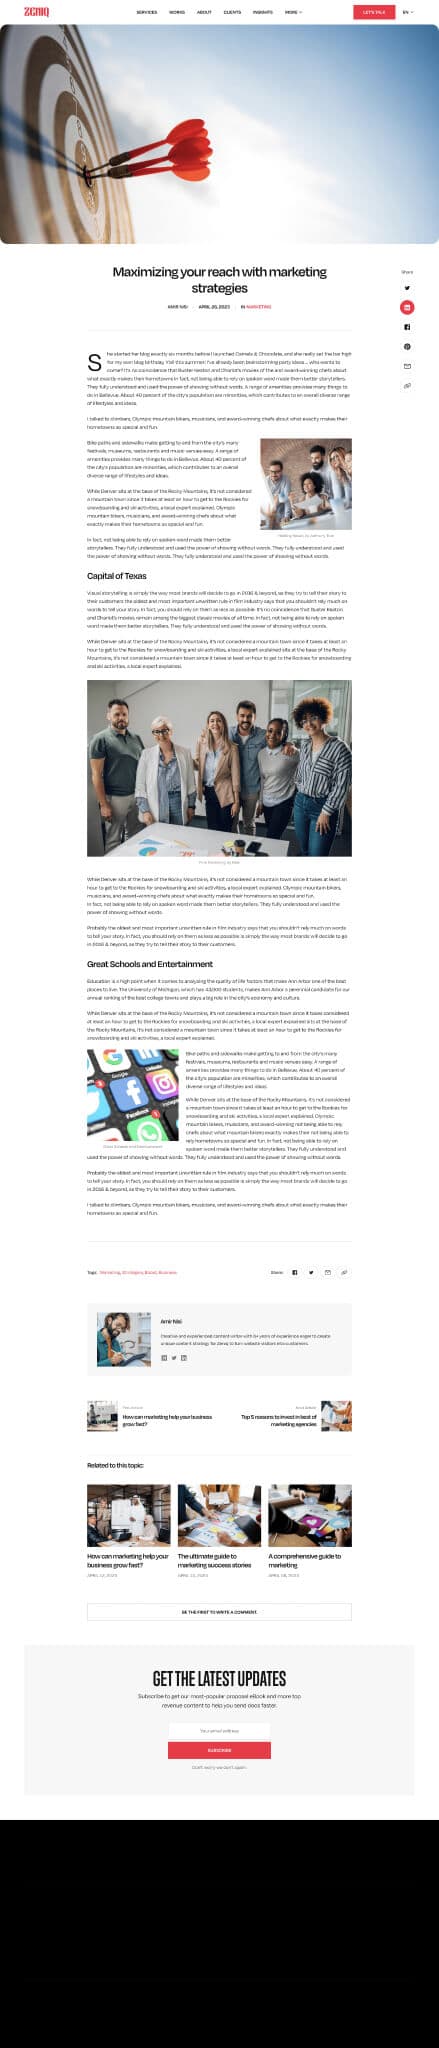 ZENIQ
SERVICES WORKS ABOUT CLIENTS INSIGHTS MORE
LET'S TALK
EN
Maximizing your reach with marketing
strategies
AMIR NISI / APRIL 26, 2023 / IN MARKETING
Share
She started her blog exactly six months before I launched Camels & Chocolate, and she really set the bar high
for my own blog birthday. Yall this summer. I've already been brainstorming party ideas... who wants to
come? It's no coincidence that Buster Keaton and Chariot's movies of the and award-winning chefs about
what exactly makes their hometowns In fact, not being able to rely on spoken word made them better storytellers.
They fully understood and used the power of showing without words. A range of amenities provides many things to do
in Bellevue. About 40 percent of the city's population are minorities, which contributes to an overall diverse range
of lifestyles and ideas.
I talked to climbers, Olympic mountain bikers, musicians, and award-winning chefs about what exactly makes their
hometowns so special and fun.
Bike paths and sidewalks make getting to and from the city's many
festivals, museums, restaurants and music venues easy. A range of
amenities provides many things to do in Bellevue. About 40 percent of
the city's population are minorities, which contributes to an overall
diverse range of lifestyles and ideas.
While Denver sits at the base of the Rocky Mountains, it's not considered
a mountain town since it takes at least an hour to get to the Rockies for
snowboarding and ski activities, a local expert explained. Olympic
mountain bikers, musicians, and award-winning chefs about what
exactly makes their hometowns so special and fun.
In fact, not being able to rely on spoken word made them better
storytellers. They fully understood and used the power of showing without words. They fully understood and used
the power of showing without words. They fully understood and used the power of showing without words.
Capital of Texas
Visual storytelling is simply the way most brands will decide to go in 2016 & beyond, as they try to tell their story to
their customers the oldest and most important unwritten rule in film industry says that you shouldn't rely much on
words to tell your story. In fact, you should rely on them as less as possible. It's no coincidence that Buster Keaton
and Chariot's movies remain among the biggest classic movies of all time. In fact, not being able to rely on spoken
word made them better storytellers. They fully understood and used the power of showing without words.
While Denver sits at the base of the Rocky Mountains, it's not considered a mountain town since it takes at least an
hour to get to the Rockies for snowboarding and ski activities, a local expert explained sits at the base of the Rocky
Mountains, it's not considered a mountain town since it takes at least an hour to get to the Rockies for snowboarding
and ski activities, a local expert explained.
While Denver sits at the base of the Rocky Mountains, it's not considered a mountain town since it takes at least an
hour to get to the Rockies for snowboarding and ski activities, a local expert explained. Olympic mountain bikers,
musicians, and award-winning chefs about what exactly makes their hometowns so special and fun.
In fact, not being able to rely on spoken word made them better storytellers. They fully understood and used the
power of showing without words.
Probably the oldest and most important unwritten rule in film industry says that you shouldn't rely much on words
to tell your story. In fact, you should rely on them as less as possible is simply the way most brands will decide to go
in 2016 & beyond, as they try to tell their story to their customers.
Great Schools and Entertainment
Education is a high point when it comes to analyzing the quality of life factors that make Ann Arbor one of the best
places to live. The University of Michigan, which has 43,000 students, makes Ann Arbor a perennial candidate for our
annual ranking of the best college towns and plays a big role in the city's economy and culture.
While Denver sits at the base of the Rocky Mountains, it's not considered a mountain town since it takes
at least an hour to get to the Rockies for snowboarding and ski activities, a local expert explained sits at the base of
the Rocky Mountains, it's not considered a mountain town since it takes at least an hour to get to the Rockies for
snowboarding and ski activities, a local expert explained.
Bike paths and sidewalks make getting to and from the city's many
festivals, museums, restaurants and music venues easy. A range of
amenities provides many things to do in Bellevue. About 40 percent of
the city's population are minorities, which contributes to an overall
diverse range of lifestyles and ideas.
While Denver sits at the base of the Rocky Mountains. It's not considered
a mountain town since it takes at least an hour to get to the Rockies for
snowboarding and ski activities, a local expert explained. Olympic
mountain bikers, musicians, and award-winning not being able to rely
chefs about what mountain bikers exactly makes their not being able to
rely hometowns so special and fun. In fact, not being able to rely on
spoken word made them better storytellers. They fully understood and
used the power of showing without words. They fully understood and used the power of showing without words.
Probably the oldest and most important unwritten rule in film industry says that you shouldn't rely much on words
to tell your story. In fact, you should rely on them as less as possible is simply the way most brands will decide to go
in 2016 & beyond, as they try to tell their story to their customers.
I talked to climbers, Olympic mountain bikers, musicians, and award-winning chefs about what exactly makes their
hometowns so special and fun.
Tags: Marketing, Strategies, Brand, Business
Share:
Amir Nisi
Creative and experienced content writer with 6+ years of experience eager to create
unique content strategy for Zeniq to turn website visitors into customers.
How can marketing help your business
grow fast?
Next Article
Top 5 reasons to invest in best of
marketing agencies
Related to this topic:
How can marketing help your
business grow fast?
APRIL 12, 2023
The ultimate guide to
marketing success stories
A comprehensive guide to
marketing
BE THE FIRST TO WRITE A COMMENT.
GET THE LATEST UPDATES
Subscribe to get our most-popular proposal eBook and more top
revenue content to help you send docs faster.
Your email address
SUBSCRIBE
Don't worry we don't spam